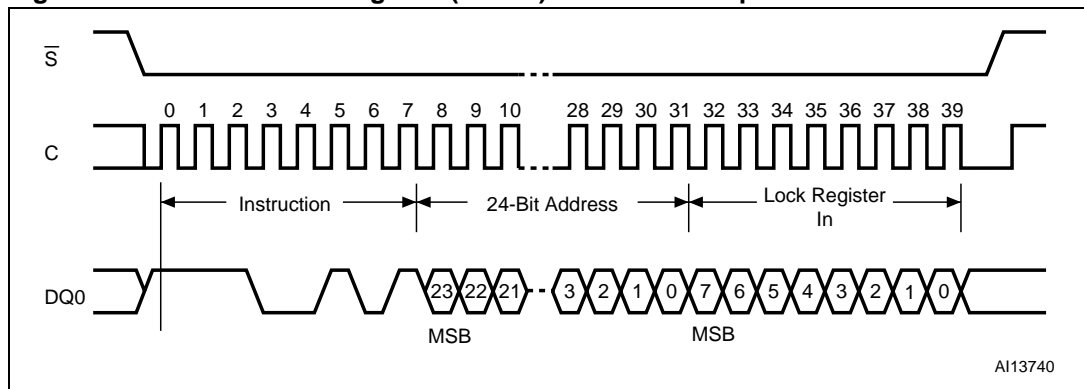 S
0 1 2 3 4 5 6 7 8 9 10 28 29 30 31 32 33 34 35 36 37 38 39
C
Instruction 24-Bit Address Lock Register
In
DQ0 23 22 21 3 2 1 0 7 6 5 4 3 2 1 0
MSB MSB
AI13740